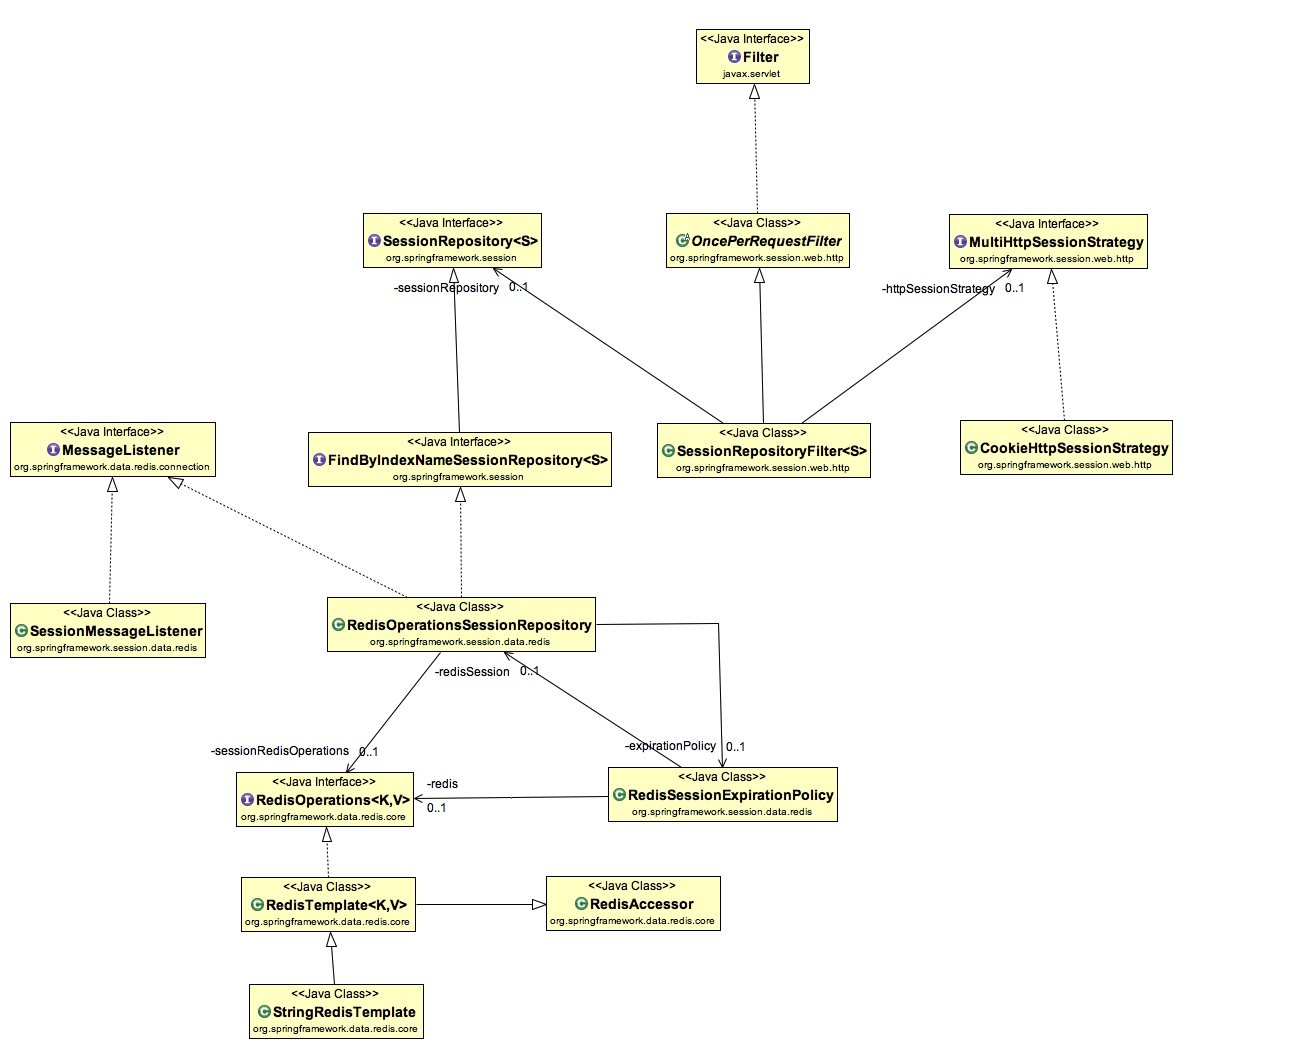 <<Java Interface>>
Filter
javax.servlet
<<Java Interface>>
SessionRepository<S>
org.springframework.session
<<Java Class>>
OncePerRequestFilter
org.springframework.session.web.http
<<Java Interface>>
MultiHttpSessionStrategy
org.springframework.session.web.http
-sessionRepository 0..1
-httpSessionStrategy 0..1
<<Java Interface>>
MessageListener
org.springframework.data.redis.connection
<<Java Interface>>
FindByIndexNameSessionRepository<S>
org.springframework.session
<<Java Class>>
SessionRepositoryFilter<S>
org.springframework.session.web.http
<<Java Class>>
CookieHttpSessionStrategy
org.springframework.session.web.http
<<Java Class>>
SessionMessageListener
org.springframework.session.data.redis
<<Java Class>>
RedisOperationsSessionRepository
org.springframework.session.data.redis
-redisSession 0..1
-sessionRedisOperations 0..1
-expirationPolicy 0..1
<<Java Interface>>
RedisOperations<K,V>
org.springframework.data.redis.core
-redis
0..1
<<Java Class>>
RedisSessionExpirationPolicy
org.springframework.session.data.redis
<<Java Class>>
RedisTemplate<K,V>
org.springframework.data.redis.core
<<Java Class>>
RedisAccessor
org.springframework.data.redis.core
<<Java Class>>
StringRedisTemplate
org.springframework.data.redis.core